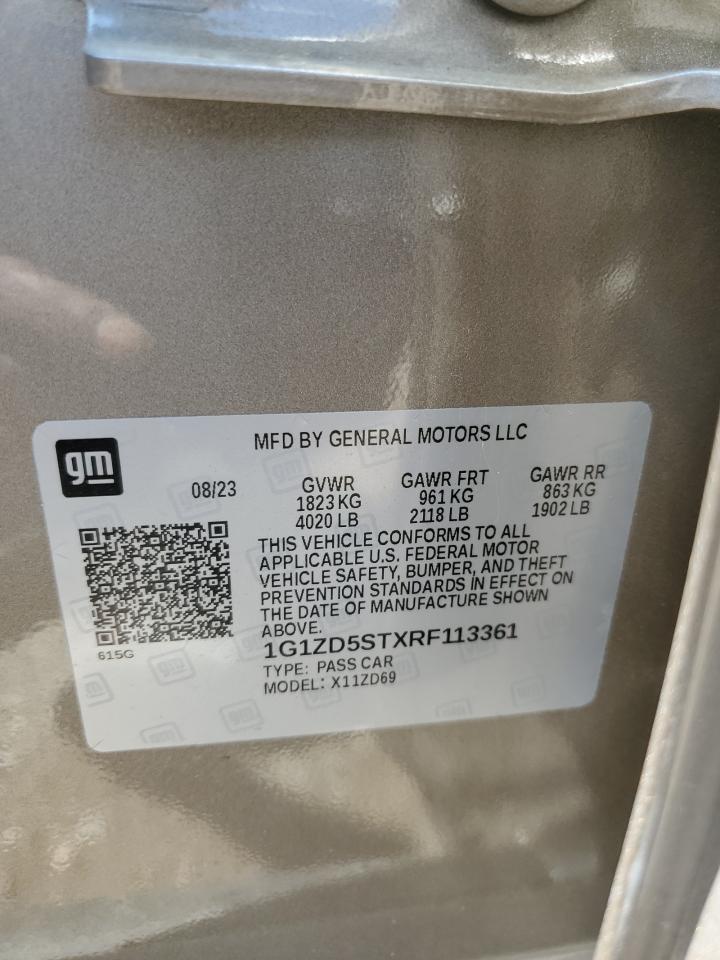 MFD BY GENERAL MOTORS LLC
gm
08/23
GVWR GAWR FRT GAWR RR
1823 KG 961 KG 863 KG
4020 LB 2118 LB 1902 LB
THIS VEHICLE CONFORMS TO ALL
APPLICABLE U.S. FEDERAL MOTOR
VEHICLE SAFETY, BUMPER, AND THEFT
PREVENTION STANDARDS IN EFFECT ON
THE DATE OF MANUFACTURE SHOWN
ABOVE.
615G
1G1ZD5STXRF113361
TYPE: PASS CAR
MODEL: X11ZD69